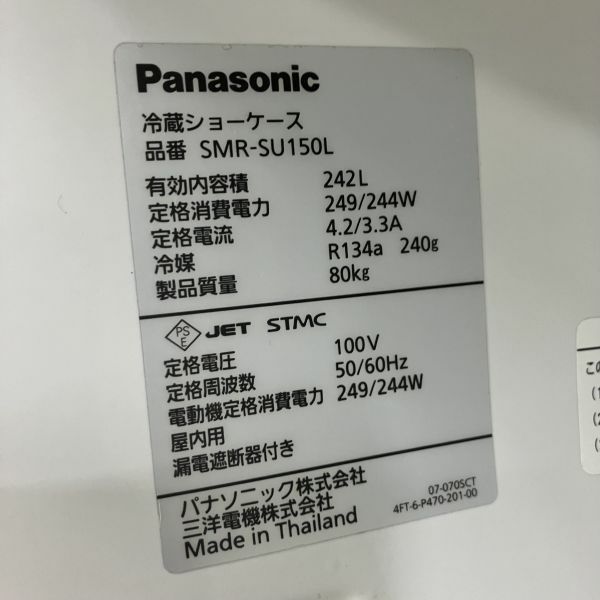 Panasonic
冷蔵ショーケース
品番 SMR-SU150L
有効内容積 242L
定格消費電力 249/244W
定格電流 4.2/3.3A
冷媒 R134a 240g
製品質量 80kg
PSE JET STMC
定格電圧 100V
定格周波数 50/60Hz
電動機定格消費電力 249/244W
屋内用
漏電遮断器付き
パナソニック株式会社
三洋電機株式会社
Made in Thailand
07-070SCT
4FT-6-P470-201-00
この
(1
(2